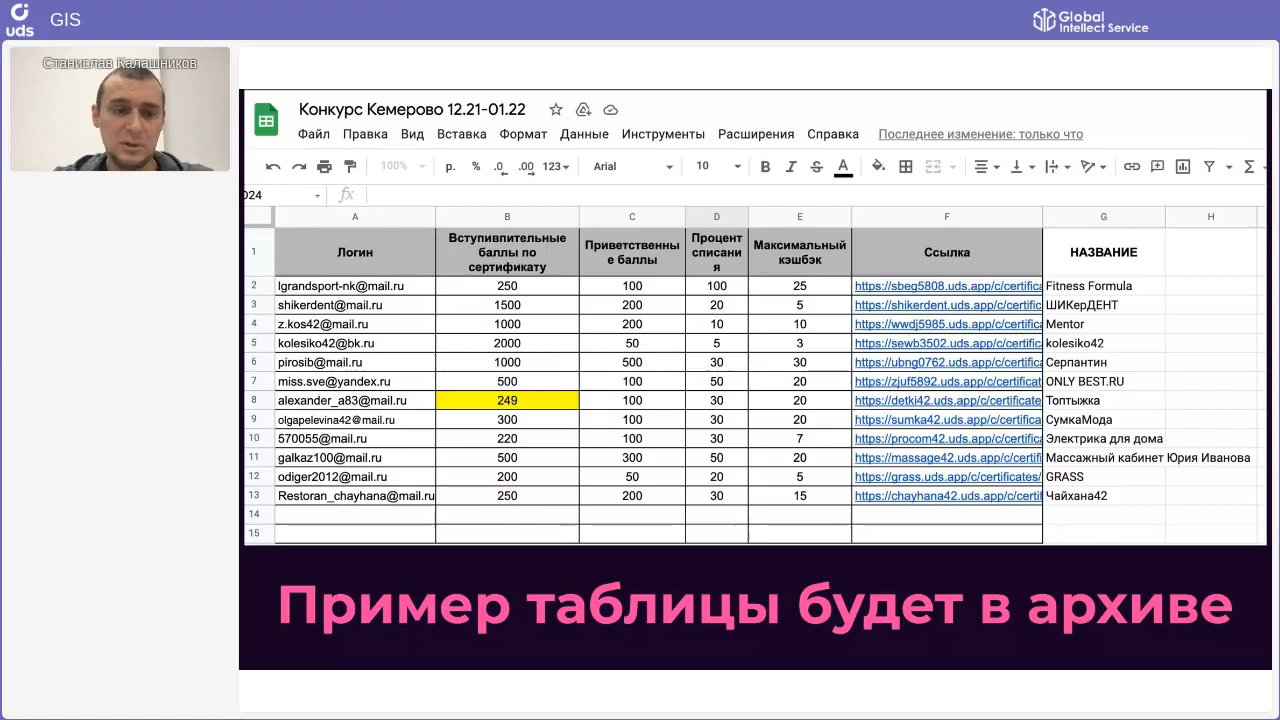 uds
GIS
Global
Intellect Service
Станислав Калашников
Конкурс Кемерово 12.21-01.22
Файл Правка Вид Вставка Формат Данные Инструменты Расширения Справка Последнее изменение: только что
100% р. % .0 .00 123 Arial 10 B I S A Σ
D24 fx
A B C D E F G H
1 Логин Вступивпительные баллы по сертификату Приветственны е баллы Процент списани я Максимальный кэшбэк Ссылка НАЗВАНИЕ
2 lgrandsport-nk@mail.ru 250 100 100 25 https://sbeg5808.uds.app/c/certifica Fitness Formula
3 shikerdent@mail.ru 1500 200 20 5 https://shikerdent.uds.app/c/certific ШИКерДЕНТ
4 z.kos42@mail.ru 1000 200 10 10 https://wwdj5985.uds.app/c/certifica Mentor
5 kolesiko42@bk.ru 2000 50 5 3 https://sewb3502.uds.app/c/certifica kolesiko42
6 pirosib@mail.ru 1000 500 30 30 https://ubng0762.uds.app/c/certifica Серпантин
7 miss.sve@yandex.ru 500 100 50 20 https://zjuf5892.uds.app/c/certificat ONLY BEST.RU
8 alexander_a83@mail.ru 249 100 30 20 https://detki42.uds.app/c/certificate Топтыжка
9 olgapelevina42@mail.ru 300 100 30 20 https://sumka42.uds.app/c/certifica СумкаМода
10 570055@mail.ru 220 100 30 7 https://procom42.uds.app/c/certifica Электрика для дома
11 galkaz100@mail.ru 500 300 50 20 https://massage42.uds.app/c/certifi Массажный кабинет Юрия Иванова
12 odiger2012@mail.ru 200 50 20 5 https://grass.uds.app/c/certificates/ GRASS
13 Restoran_chayhana@mail.ru 250 200 30 15 https://chayhana42.uds.app/c/certif Чайхана42
14
15
Пример таблицы будет в архиве